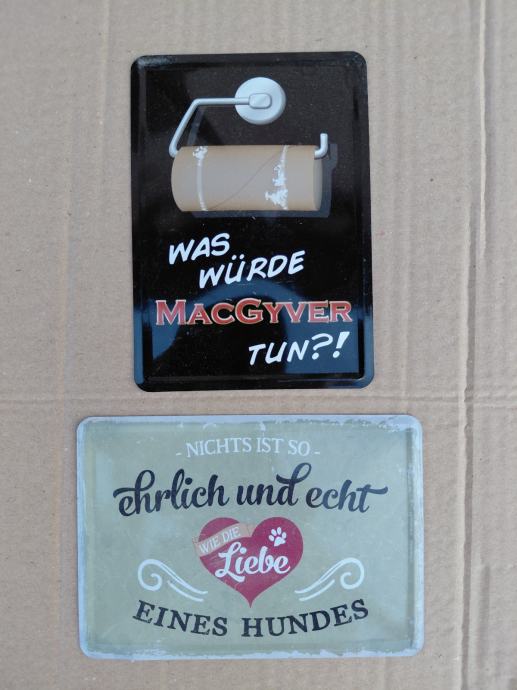 WAS
WÜRDE
MACGYVER
TUN?!
- NICHTS IST SO -
ehrlich und echt
WIE DIE
Liebe
EINES HUNDES